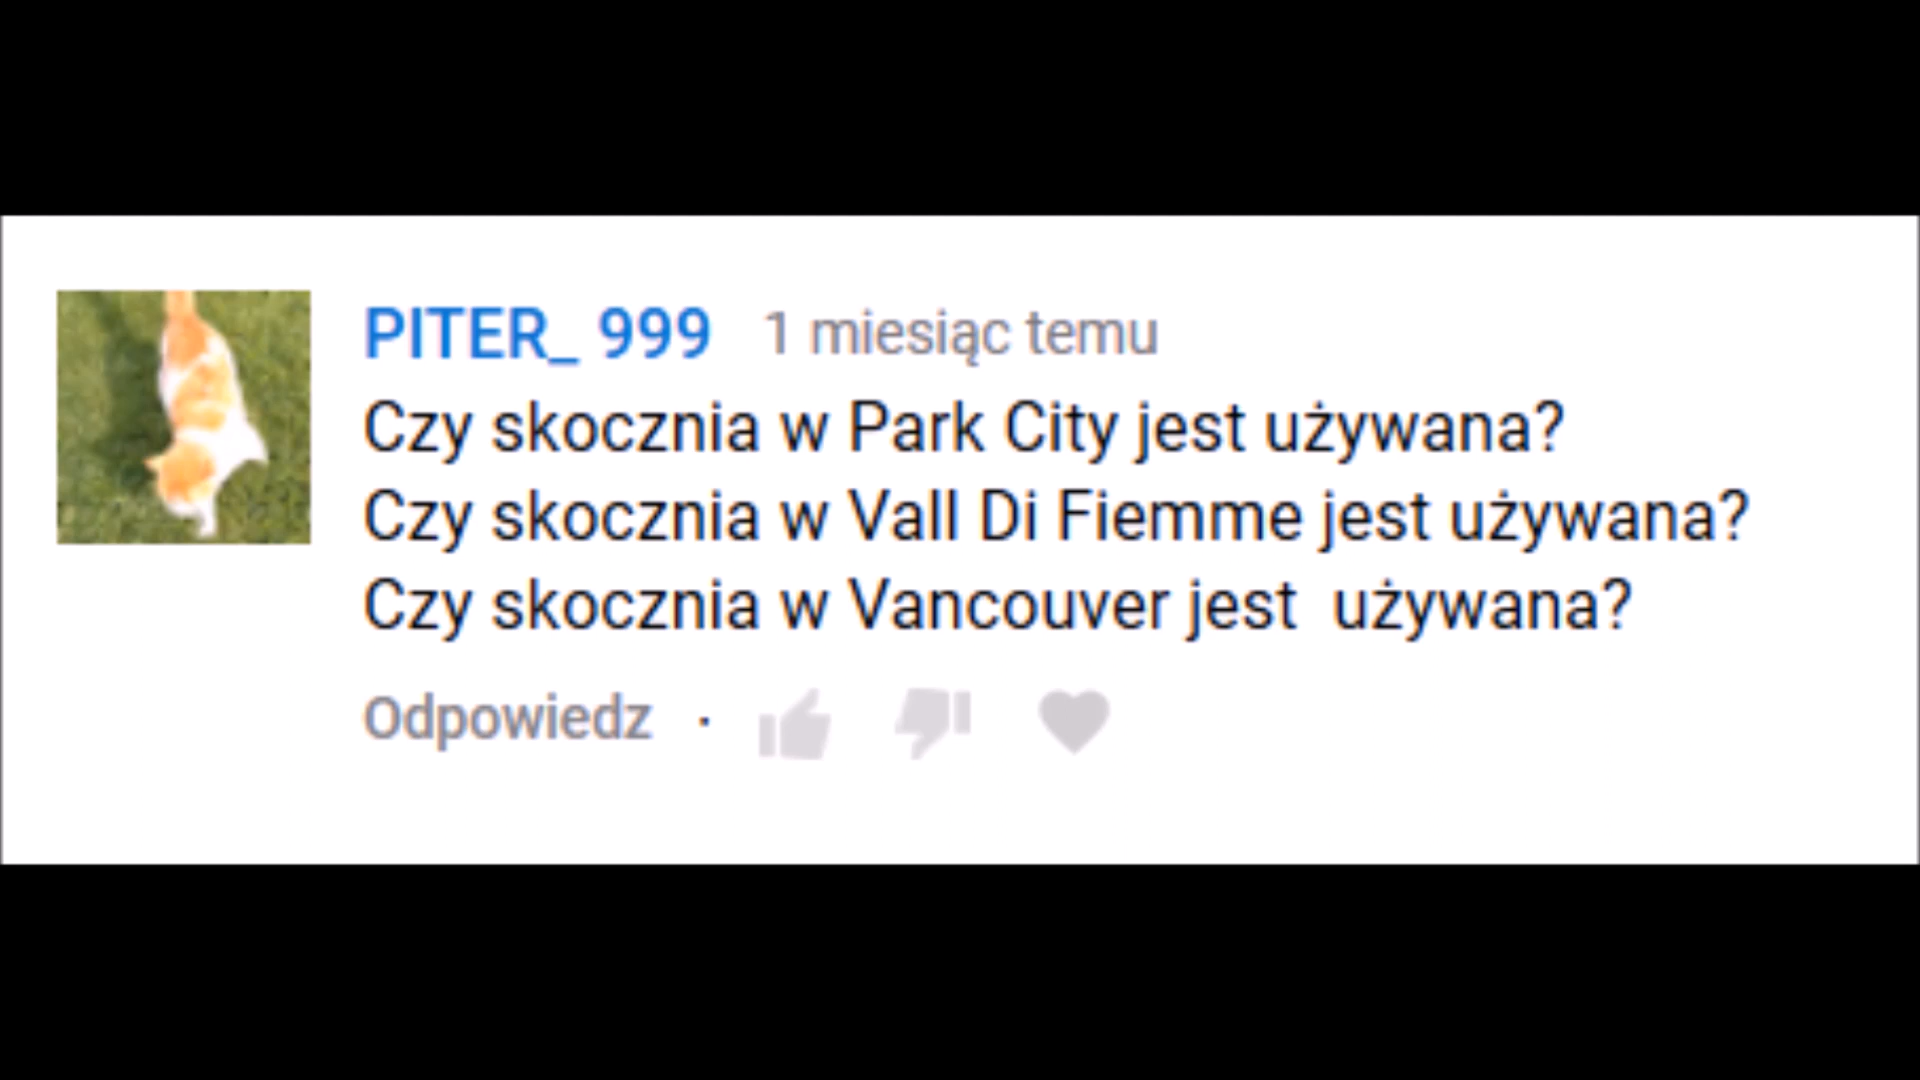 PITER_ 999 1 miesiąc temu
Czy skocznia w Park City jest używana?
Czy skocznia w Vall Di Fiemme jest używana?
Czy skocznia w Vancouver jest  używana?
Odpowiedz ·